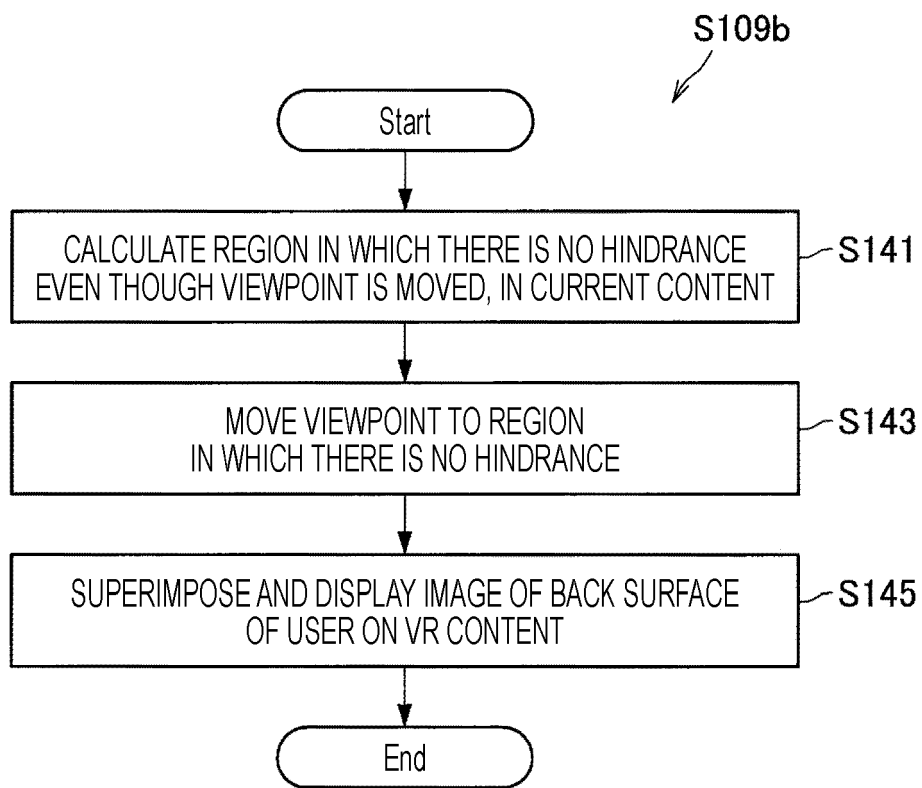 S109b
Start
CALCULATE REGION IN WHICH THERE IS NO HINDRANCE
EVEN THOUGH VIEWPOINT IS MOVED, IN CURRENT CONTENT
S141
MOVE VIEWPOINT TO REGION
IN WHICH THERE IS NO HINDRANCE
S143
SUPERIMPOSE AND DISPLAY IMAGE OF BACK SURFACE
OF USER ON VR CONTENT
S145
End